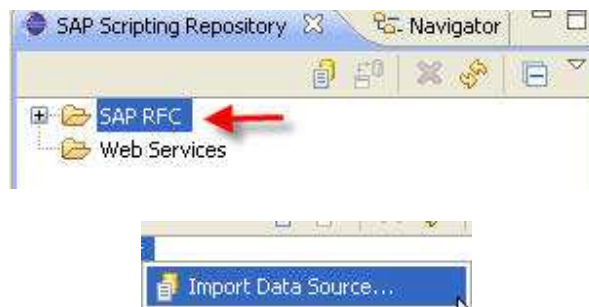 SAP Scripting Repository Navigator
SAP RFC
Web Services
Import Data Source...